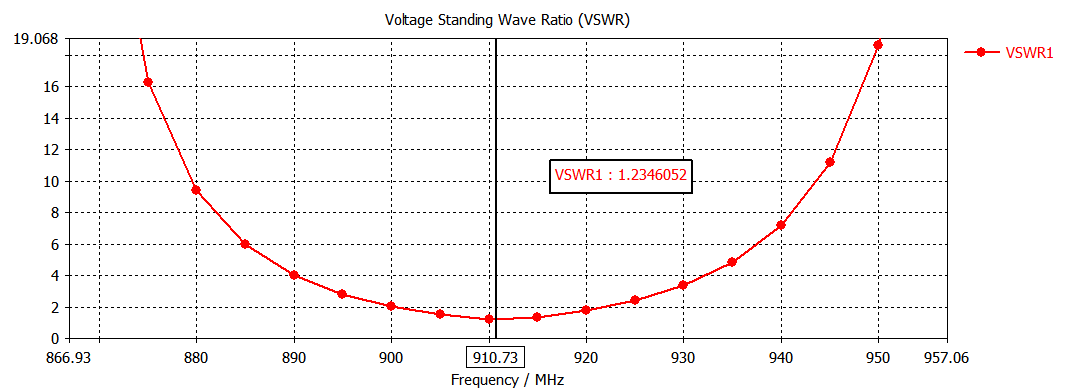 Voltage Standing Wave Ratio (VSWR)
19.068
VSWR1
16
14
12
VSWR1 : 1.2346052
10
8
6
4
2
0
866.93 880 890 900 910.73 920 930 940 950 957.06
Frequency / MHz